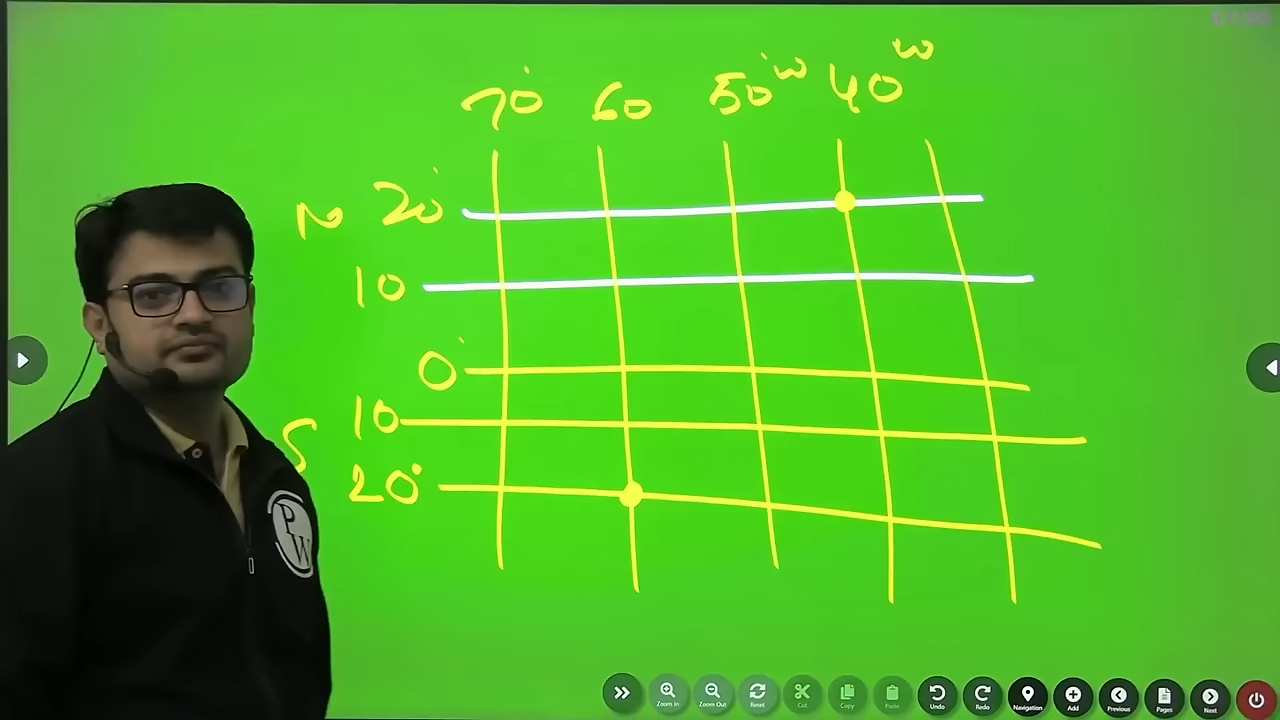 70° 60 50°W 40 W
N 20°
10
0°
S 10
20°
PW
Zoom In Zoom Out Reset Cut Copy Paste Undo Redo Navigation Add Previous Pages Next